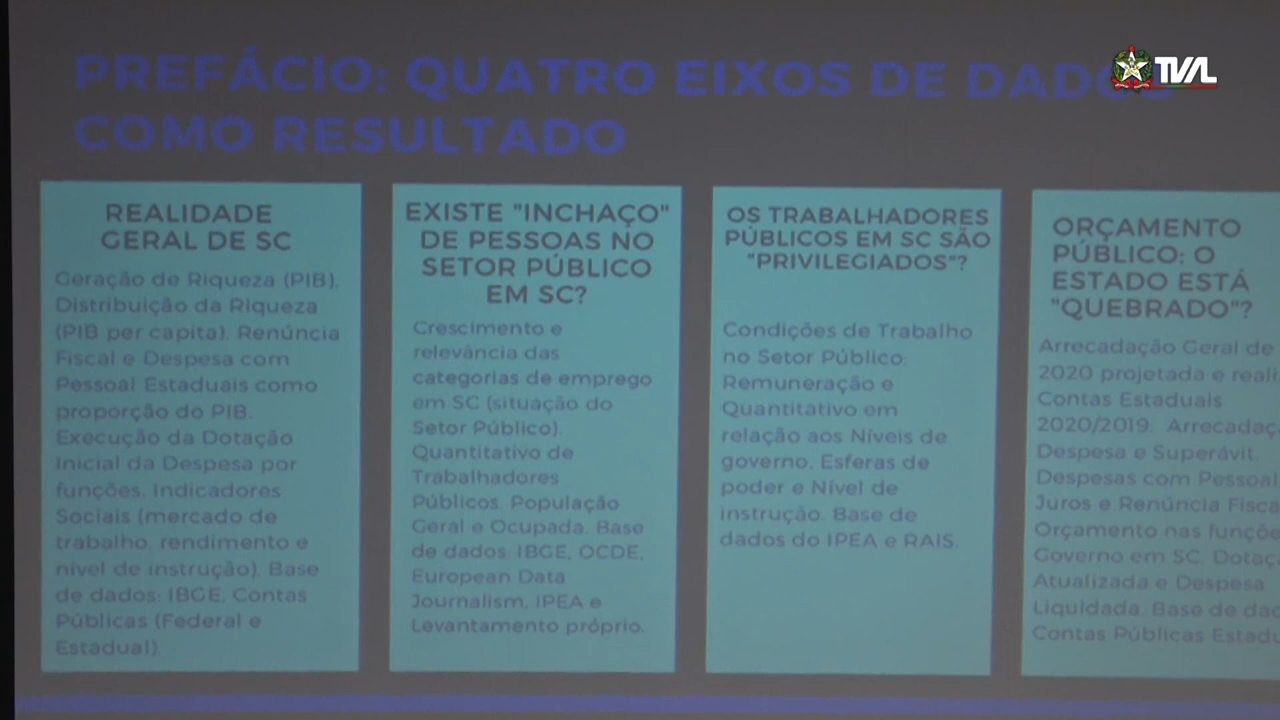 PREFÁCIO: QUATRO EIXOS DE DADOS
COMO RESULTADO
TVAL
REALIDADE
GERAL DE SC
Geração de Riqueza (PIB).
Distribuição da Riqueza
(PIB per capita). Renúncia
Fiscal e Despesa com
Pessoal Estaduais como
proporção do PIB.
Execução da Dotação
Inicial da Despesa por
funções. Indicadores
Sociais (mercado de
trabalho, rendimento e
nível de instrução). Base
de dados: IBGE, Contas
Públicas (Federal e
Estadual).
EXISTE "INCHAÇO"
DE PESSOAS NO
SETOR PÚBLICO
EM SC?
Crescimento e
relevância das
categorias de emprego
em SC (situação do
Setor Público).
Quantitativo de
Trabalhadores
Públicos. População
Geral e Ocupada. Base
de dados: IBGE, OCDE,
European Data
Journalism, IPEA e
Levantamento próprio.
OS TRABALHADORES
PÚBLICOS EM SC SÃO
"PRIVILEGIADOS"?
Condições de Trabalho
no Setor Público:
Remuneração e
Quantitativo em
relação aos Níveis de
governo, Esferas de
poder e Nível de
instrução. Base de
dados do IPEA e RAIS.
ORÇAMENTO
PÚBLICO: O
ESTADO ESTÁ
"QUEBRADO"?
Arrecadação Geral de
2020 projetada e reali
Contas Estaduais
2020/2019. Arrecadaç
Despesa e Superávit.
Despesas com Pessoal
Juros e Renúncia Fisca
Orçamento nas funçõe
Governo em SC. Dotaç
Atualizada e Despesa
Liquidada. Base de dad
Contas Públicas Estadu